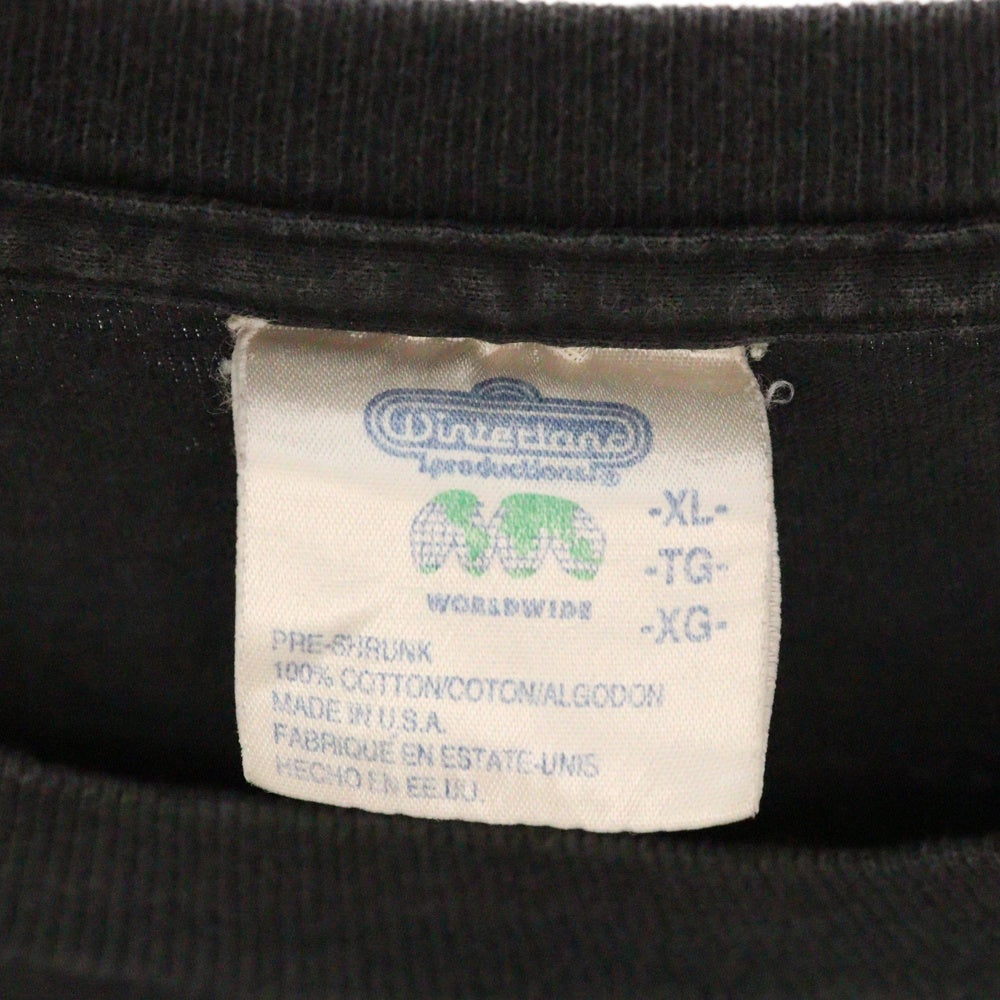 Winterland
productions®
WORLDWIDE
-XL-
-TG-
-XG-
PRE-SHRUNK
100% COTTON/COTON/ALGODON
MADE IN U.S.A.
FABRIQUE EN ESTATE-UNIS
HECHO EN EE.UU.